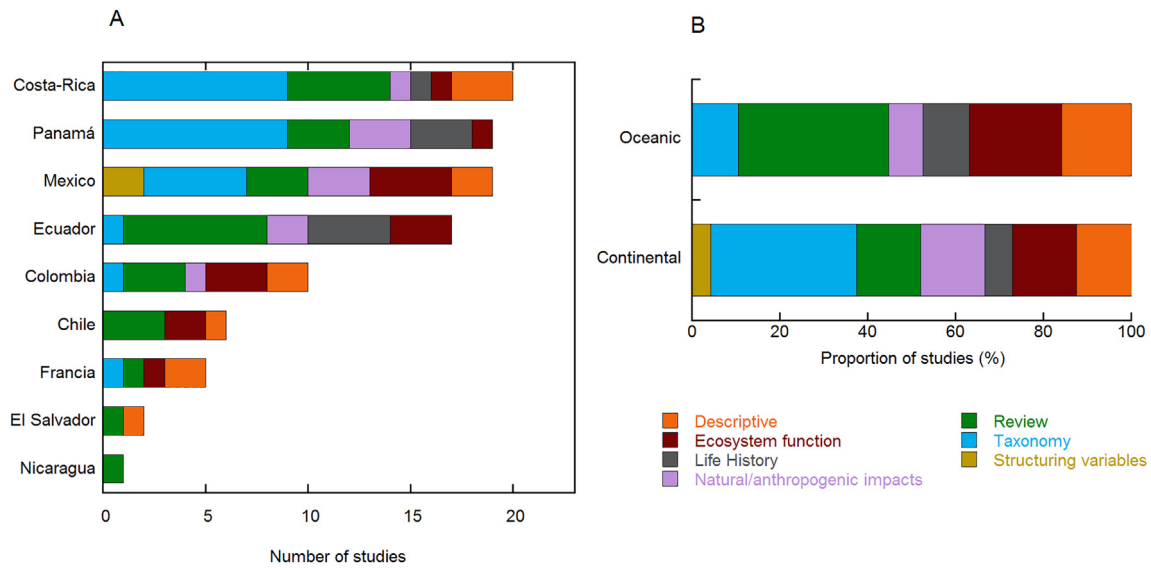 A
Costa-Rica
Panamá
Mexico
Ecuador
Colombia
Chile
Francia
El Salvador
Nicaragua
0 5 10 15 20
Number of studies
B
Oceanic
Continental
0 20 40 60 80 100
Proportion of studies (%)
Descriptive
Ecosystem function
Life History
Natural/anthropogenic impacts
Review
Taxonomy
Structuring variables